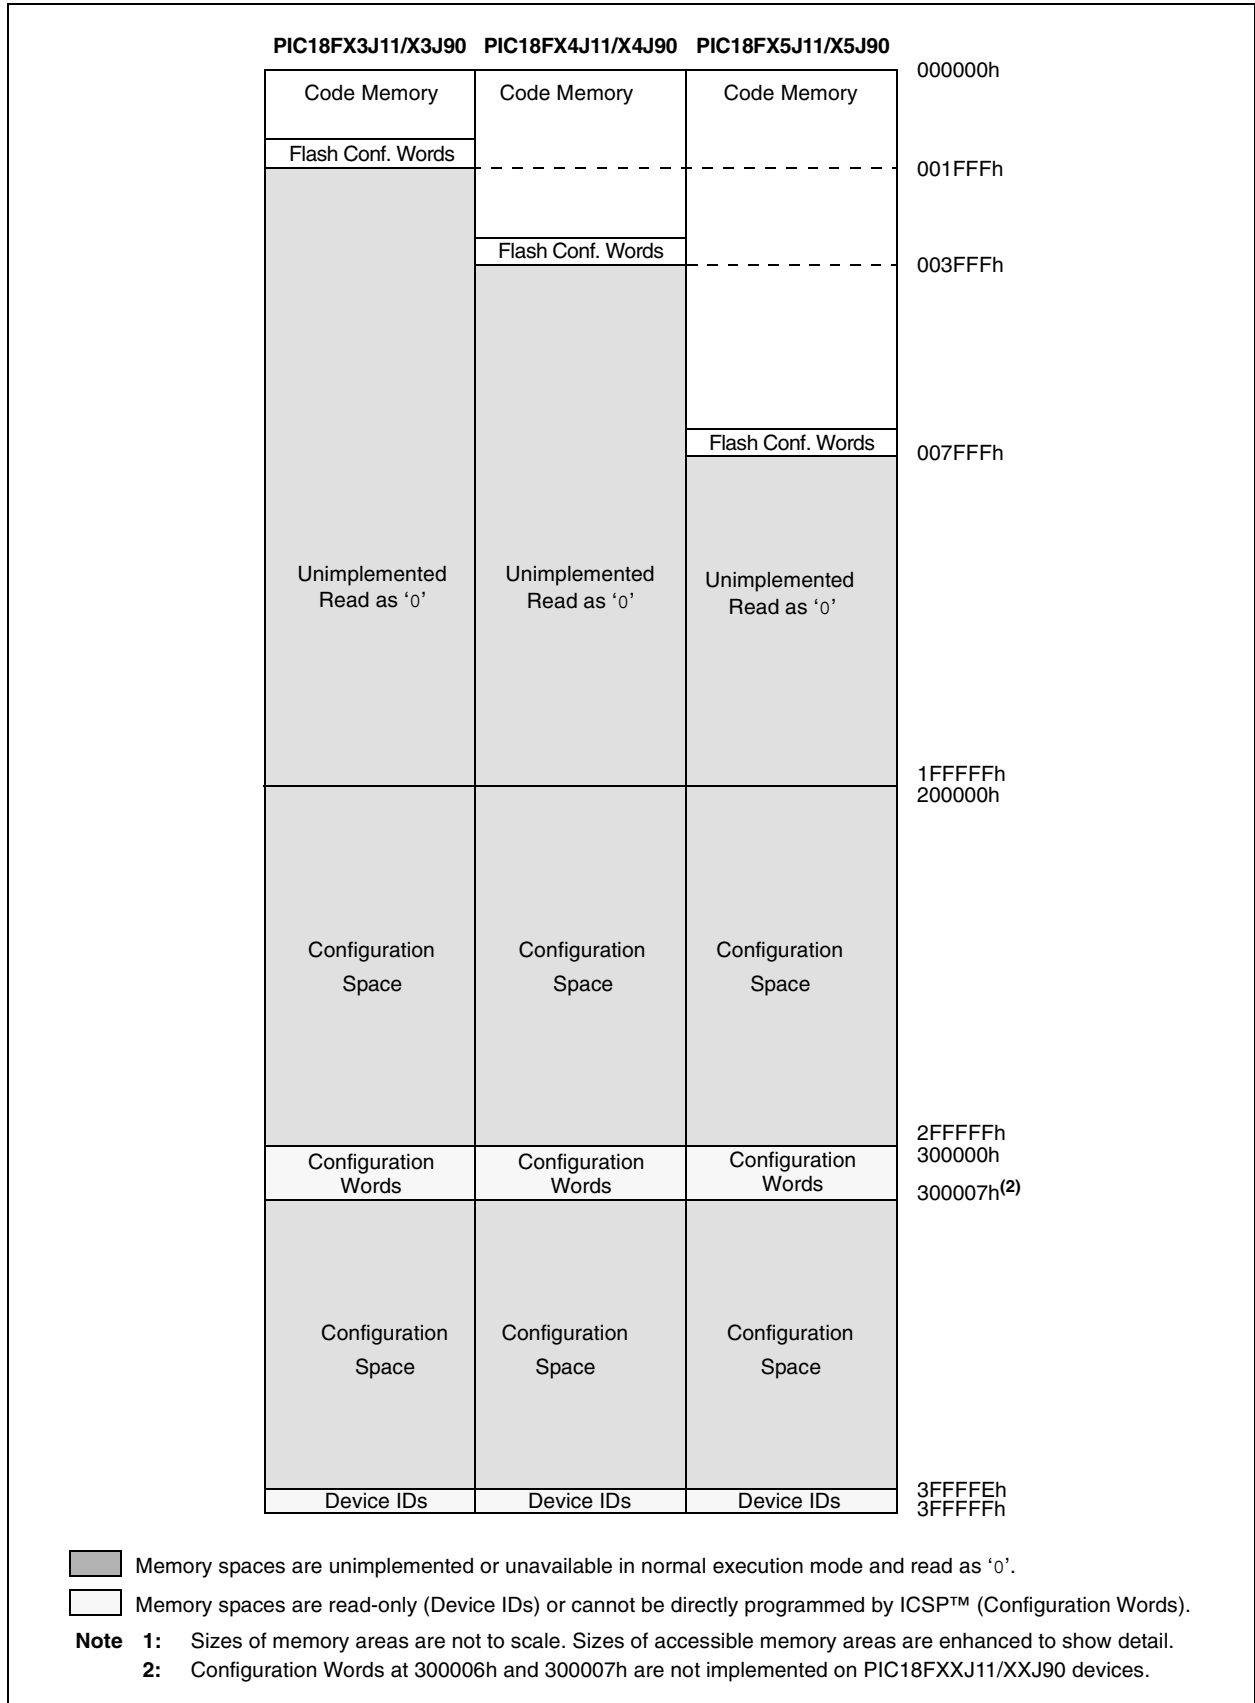 PIC18FX3J11/X3J90 PIC18FX4J11/X4J90 PIC18FX5J11/X5J90
000000h
Code Memory Code Memory Code Memory
Flash Conf. Words
001FFFh
Flash Conf. Words
003FFFh
Flash Conf. Words
007FFFh
Unimplemented Unimplemented Unimplemented
Read as ‘0’ Read as ‘0’ Read as ‘0’
1FFFFFh
200000h
Configuration Configuration Configuration
Space Space Space
2FFFFFh
300000h
Configuration Configuration Configuration
Words Words Words
300007h(2)
Configuration Configuration Configuration
Space Space Space
3FFFFEh
Device IDs Device IDs Device IDs
3FFFFFh
Memory spaces are unimplemented or unavailable in normal execution mode and read as ‘0’.
Memory spaces are read-only (Device IDs) or cannot be directly programmed by ICSP™ (Configuration Words).
Note 1: Sizes of memory areas are not to scale. Sizes of accessible memory areas are enhanced to show detail.
2: Configuration Words at 300006h and 300007h are not implemented on PIC18FXXJ11/XXJ90 devices.